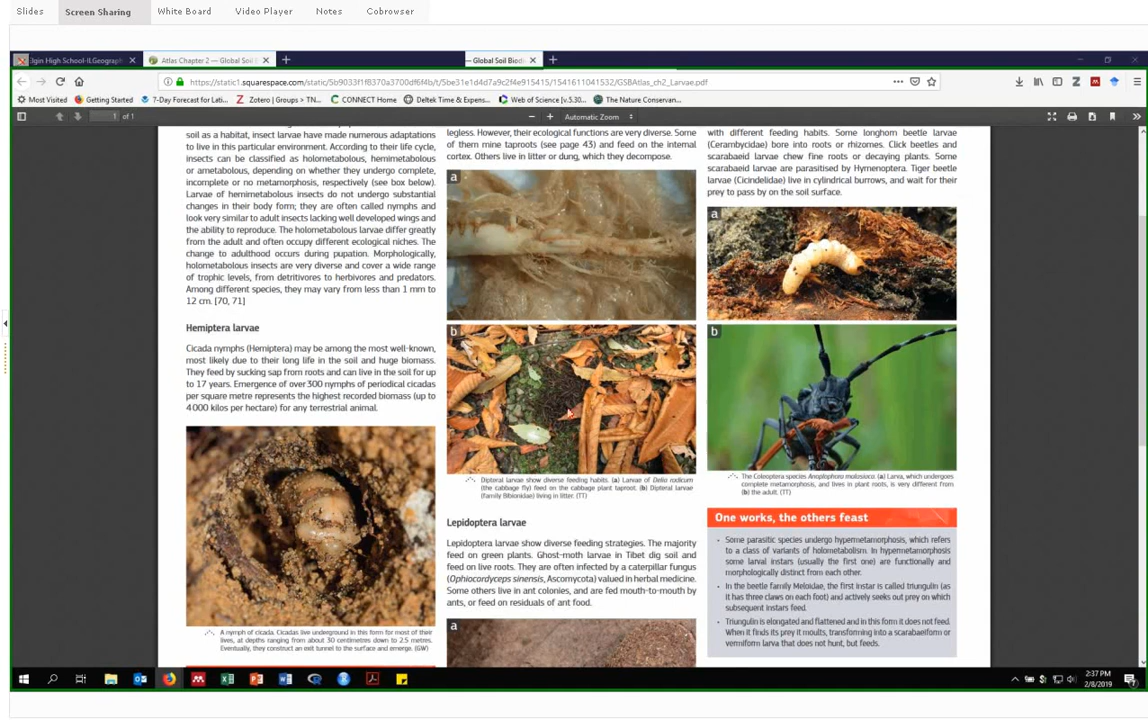 Slides Screen Sharing White Board Video Player Notes Cobrowser
Elgin High School-ILGeograph Atlas Chapter 2 — Global Soil B — Global Soil Biod
https://static1.squarespace.com/static/5b9033f1f8370a3700df6f4b/t/5be31e1d4d7a9c2f4e915415/1541611041532/GSBAtlas_ch2_Larvae.pdf
Most Visited Getting Started 7-Day Forecast for Lati... Zotero | Groups > TN... CONNECT Home Deltek Time & Expens... Web of Science [v.5.30... The Nature Conservan...
1 of 1 Automatic Zoom
soil as a habitat, insect larvae have made numerous adaptations
to live in this particular environment. According to their life cycle,
insects can be classified as holometabolous, hemimetabolous
or ametabolous, depending on whether they undergo complete,
incomplete or no metamorphosis, respectively (see box below).
Larvae of hemimetabolous insects do not undergo substantial
changes in their body form; they are often called nymphs and
look very similar to adult insects lacking well developed wings and
the ability to reproduce. The holometabolous larvae differ greatly
from the adult and often occupy different ecological niches. The
change to adulthood occurs during pupation. Morphologically,
holometabolous insects are very diverse and cover a wide range
of trophic levels, from detritivores to herbivores and predators.
Among different species, they may vary from less than 1 mm to
12 cm. [70, 71]
Hemiptera larvae
Cicada nymphs (Hemiptera) may be among the most well-known,
most likely due to their long life in the soil and huge biomass.
They feed by sucking sap from roots and can live in the soil for up
to 17 years. Emergence of over 300 nymphs of periodical cicadas
per square metre represents the highest recorded biomass (up to
4 000 kilos per hectare) for any terrestrial animal.
A nymph of cicada. Cicadas live underground in this form for most of their
lives, at depths ranging from about 30 centimetres down to 2.5 metres.
Eventually, they construct an exit tunnel to the surface and emerge. (GW)
legless. However, their ecological functions are very diverse. Some
of them mine taproots (see page 43) and feed on the internal
cortex. Others live in litter or dung, which they decompose.
a
b
Dipteral larvae show diverse feeding habits. (a) Larvae of Delia radicum
(the cabbage fly) feed on the cabbage plant taproot. (b) Dipteral larvae
(family Bibionidae) living in litter. (TT)
Lepidoptera larvae
Lepidoptera larvae show diverse feeding strategies. The majority
feed on green plants. Ghost-moth larvae in Tibet dig soil and
feed on live roots. They are often infected by a caterpillar fungus
(Ophiocordyceps sinensis, Ascomycota) valued in herbal medicine.
Some others live in ant colonies, and are fed mouth-to-mouth by
ants, or feed on residuals of ant food.
a
with different feeding habits. Some longhorn beetle larvae
(Cerambycidae) bore into roots or rhizomes. Click beetles and
scarabaeid larvae chew fine roots or decaying plants. Some
scarabaeid larvae are parasitised by Hymenoptera. Tiger beetle
larvae (Cicindelidae) live in cylindrical burrows, and wait for their
prey to pass by on the soil surface.
a
b
The Coleoptera species Anoplophora malasiaca: (a) Larva, which undergoes
complete metamorphosis, and lives in plant roots, is very different from
(b) the adult. (TT)
One works, the others feast
Some parasitic species undergo hypermetamorphosis, which refers
to a class of variants of holometabolism. In hypermetamorphosis
some larval instars (usually the first one) are functionally and
morphologically distinct from each other.
In the beetle family Meloidae, the first instar is called triungulin (as
it has three claws on each foot) and actively seeks out prey on which
subsequent instars feed.
Triungulin is elongated and flattened and in this form it does not feed.
When it finds its prey it moults, transforming into a scarabaeiform or
vermiform larva that does not hunt, but feeds.
2:37 PM
2/8/2019